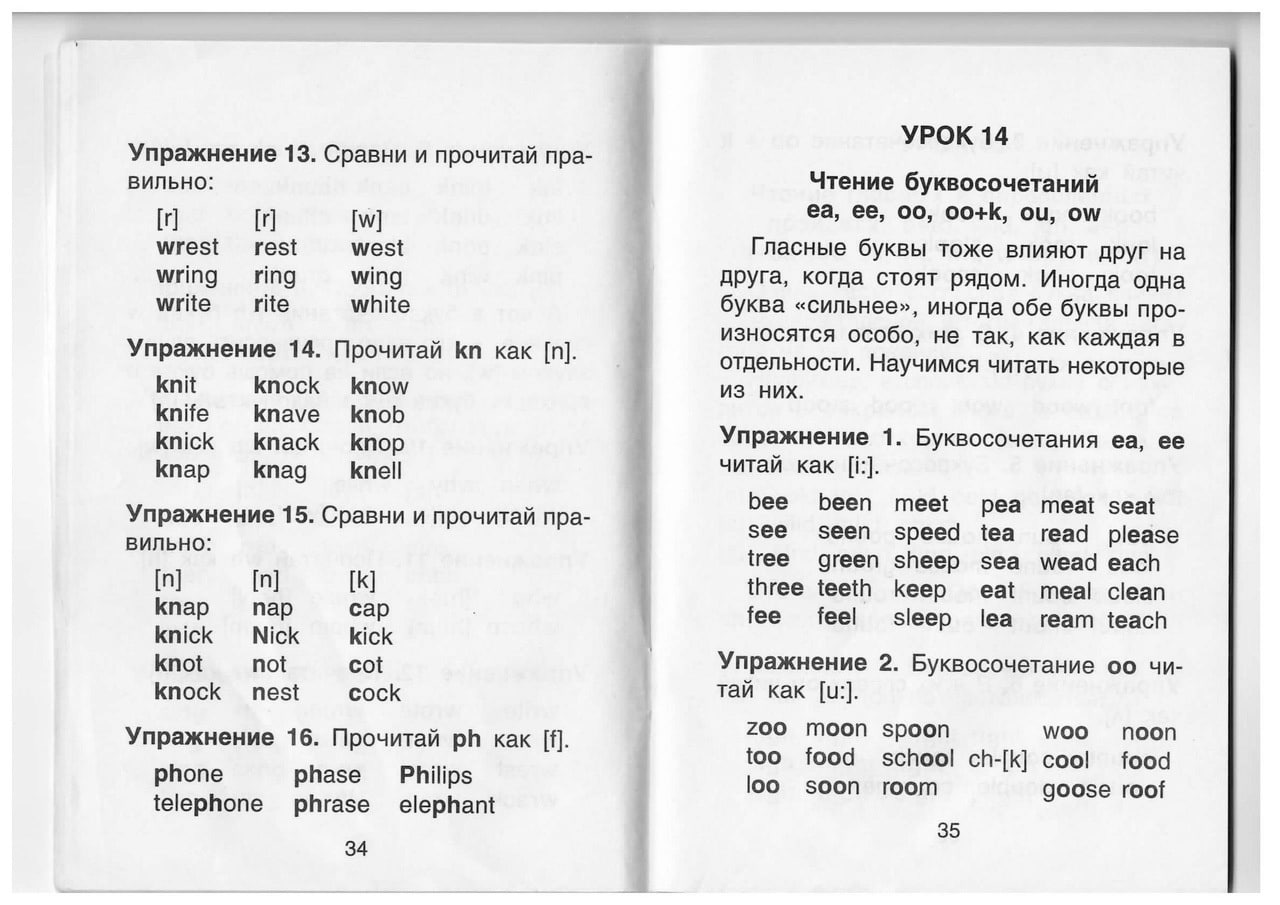 Упражнение 13. Сравни и прочитай пра-
вильно:
[r] [r] [w]
wrest rest west
wring ring wing
write rite white
Упражнение 14. Прочитай kn как [n].
knit knock know
knife knave knob
knick knack knop
knap knag knell
Упражнение 15. Сравни и прочитай пра-
вильно:
[n] [n] [k]
knap nap cap
knick Nick kick
knot not cot
knock nest cock
Упражнение 16. Прочитай ph как [f].
phone phase Philips
telephone phrase elephant
34
УРОК 14
Чтение буквосочетаний
ea, ee, oo, oo+k, ou, ow
Гласные буквы тоже влияют друг на
друга, когда стоят рядом. Иногда одна
буква «сильнее», иногда обе буквы про-
износятся особо, не так, как каждая в
отдельности. Научимся читать некоторые
из них.
Упражнение 1. Буквосочетания ea, ee
читай как [i:].
bee been meet pea meat seat
see seen speed tea read please
tree green sheep sea wead each
three teeth keep eat meal clean
fee feel sleep lea ream teach
Упражнение 2. Буквосочетание oo чи-
тай как [u:].
zoo moon spoon woo noon
too food school ch-[k] cool food
loo soon room goose roof
35